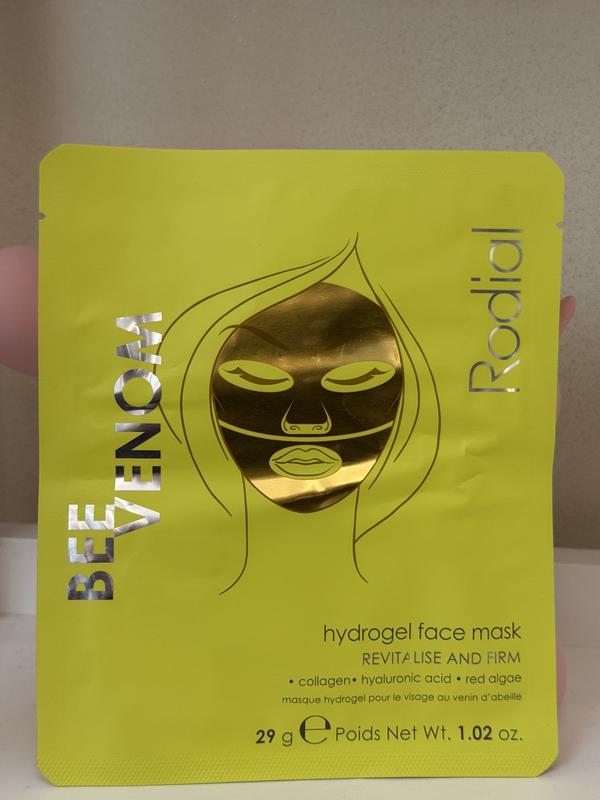 Rodial
BEE
VENOM
hydrogel face mask
REVITALISE AND FIRM
• collagen• hyaluronic acid • red algae
masque hydrogel pour le visage au venin d'abeille
29 g ℮ Poids Net Wt. 1.02 oz.